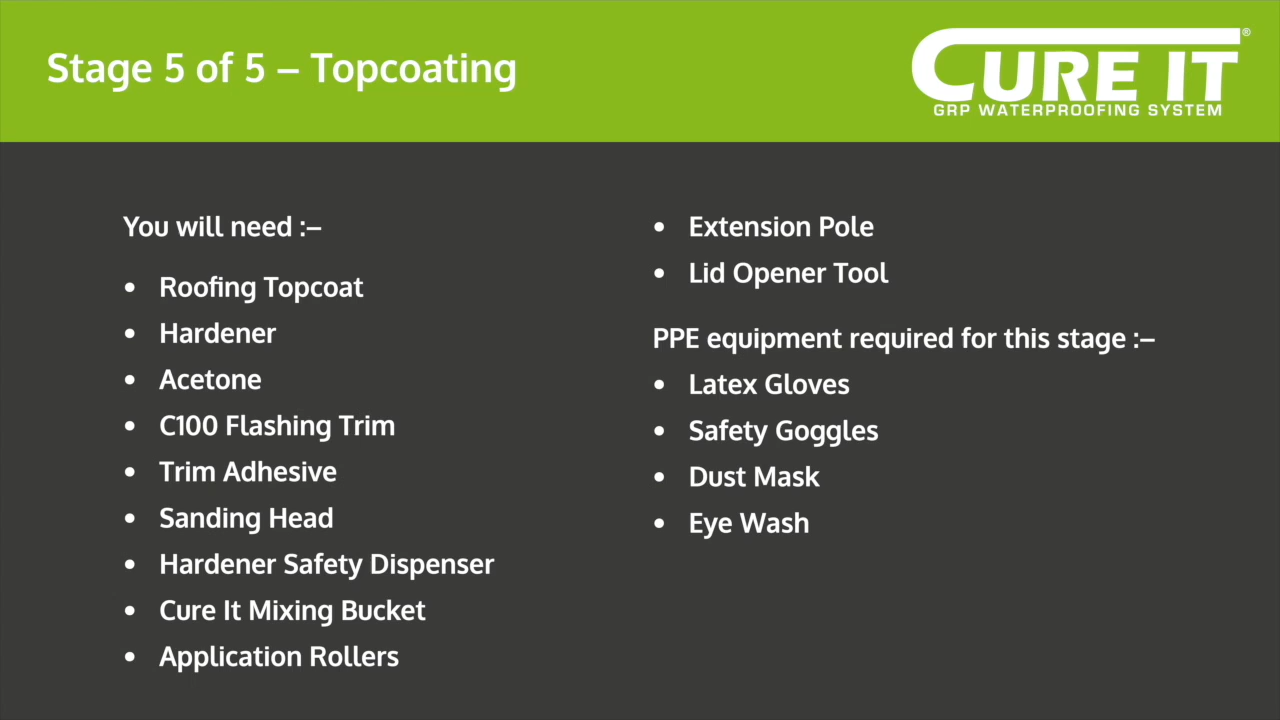 Stage 5 of 5 – Topcoating
CURE IT®
GRP WATERPROOFING SYSTEM
You will need :–
• Roofing Topcoat
• Hardener
• Acetone
• C100 Flashing Trim
• Trim Adhesive
• Sanding Head
• Hardener Safety Dispenser
• Cure It Mixing Bucket
• Application Rollers
• Extension Pole
• Lid Opener Tool
PPE equipment required for this stage :–
• Latex Gloves
• Safety Goggles
• Dust Mask
• Eye Wash